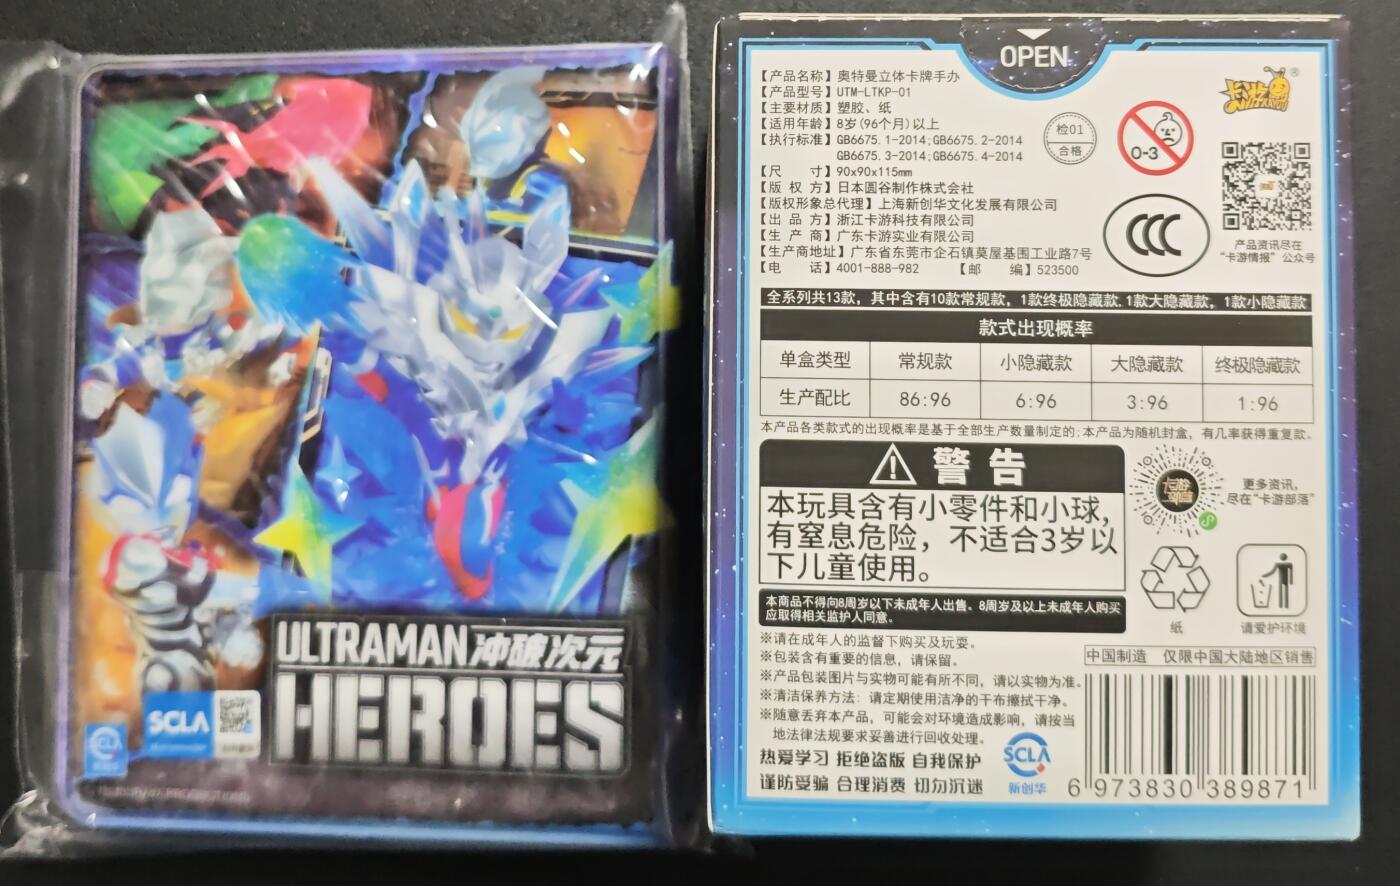 ULTRAMAN冲破次元
HEROES
SCLA
SCLA
OPEN
【产品名称】奥特曼立体卡牌手办
【产品型号】UTM-LTKP-01
【主要材质】塑胶、纸
【适用年龄】8岁(96个月)以上
【执行标准】GB6675.1-2014;GB6675.2-2014
GB6675.3-2014;GB6675.4-2014
【尺 寸】90x90x115mm
【版 权 方】日本圆谷制作株式会社
【版权形象总代理】上海新创华文化发展有限公司
【出 品 方】浙江卡游科技有限公司
【生 产 商】广东卡游实业有限公司
【生产商地址】广东省东莞市企石镇莫屋基围工业路7号
【电 话】4001-888-982 【邮 编】523500
检01
合格
0-3
CCC
卡游
产品资讯尽在
“卡游情报”公众号
全系列共13款，其中含有10款常规款，1款终极隐藏款.1款大隐藏款，1款小隐藏款
款式出现概率
单盒类型 常规款 小隐藏款 大隐藏款 终极隐藏款
生产配比 86:96 6:96 3:96 1:96
本产品各类款式的出现概率是基于全部生产数量制定的;本产品为随机封盒，有几率获得重复款。
警告
本玩具含有小零件和小球,
有窒息危险，不适合3岁以
下儿童使用。
卡游
部落
更多资讯，
尽在“卡游部落”
本商品不得向8周岁以下未成年人出售。8周岁及以上未成年人购买
应取得相关监护人同意。
纸
请爱护环境
※请在成年人的监督下购买及玩耍。
※包装含有重要的信息，请保留。
※产品包装图片与实物可能有所不同，请以实物为准。
※清洁保养方法：请定期使用洁净的干布擦拭干净。
※随意丢弃本产品，可能会对环境造成影响，请按当
地法律法规要求妥善进行回收处理。
热爱学习 拒绝盗版 自我保护
谨防受骗 合理消费 切勿沉迷
SCLA
新创华
中国制造 仅限中国大陆地区销售
6 973830 389871